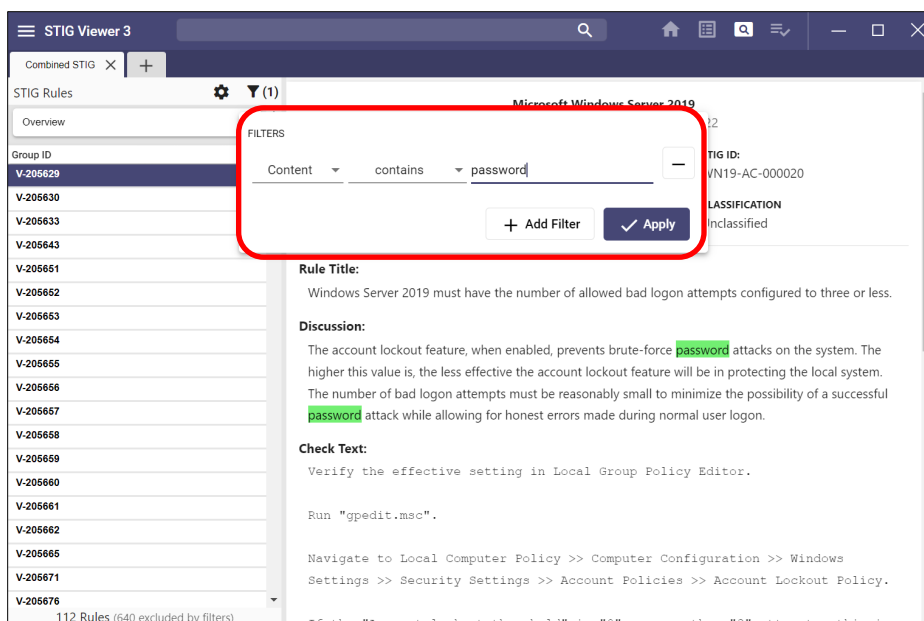 STIG Viewer 3
Combined STIG
STIG Rules
(1)
Overview
Group ID
V-205629
V-205630
V-205633
V-205643
V-205651
V-205652
V-205653
V-205654
V-205655
V-205656
V-205657
V-205658
V-205659
V-205660
V-205661
V-205662
V-205665
V-205671
V-205676
112 Rules (640 excluded by filters)
Microsoft Windows Server 2019
FILTERS
Content contains password
+ Add Filter Apply
WN19-AC-000020
Unclassified
Rule Title:
Windows Server 2019 must have the number of allowed bad logon attempts configured to three or less.
Discussion:
The account lockout feature, when enabled, prevents brute-force password attacks on the system. The
higher this value is, the less effective the account lockout feature will be in protecting the local system.
The number of bad logon attempts must be reasonably small to minimize the possibility of a successful
password attack while allowing for honest errors made during normal user logon.
Check Text:
Verify the effective setting in Local Group Policy Editor.
Run "gpedit.msc".
Navigate to Local Computer Policy >> Computer Configuration >> Windows
Settings >> Security Settings >> Account Policies >> Account Lockout Policy.